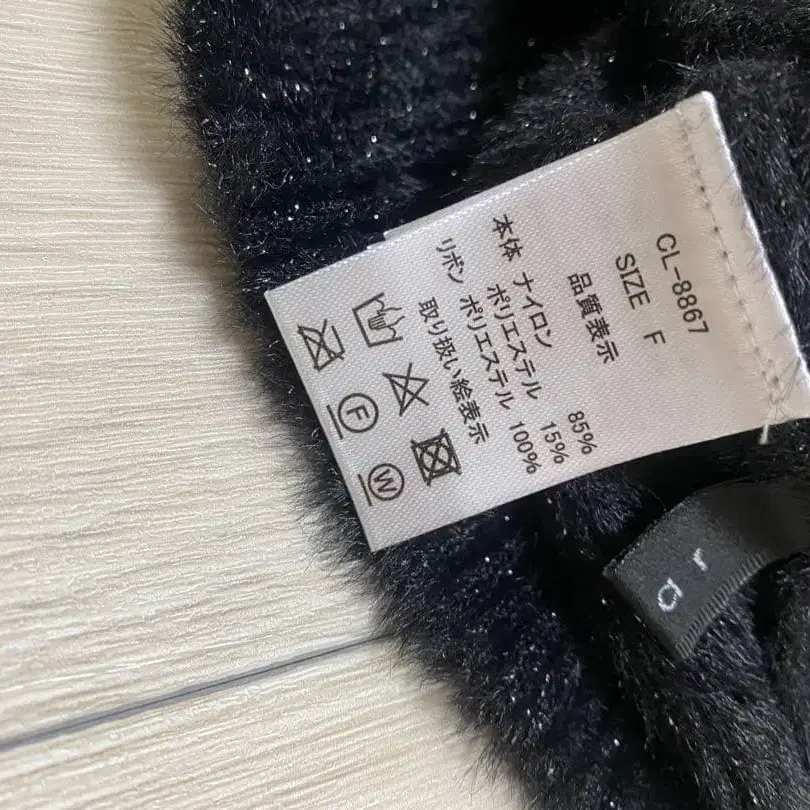 CL-8867
SIZE F
品質表示
本体 ナイロン 85%
ポリエステル 15%
リボン ポリエステル 100%
取り扱い絵表示
F
W
ar